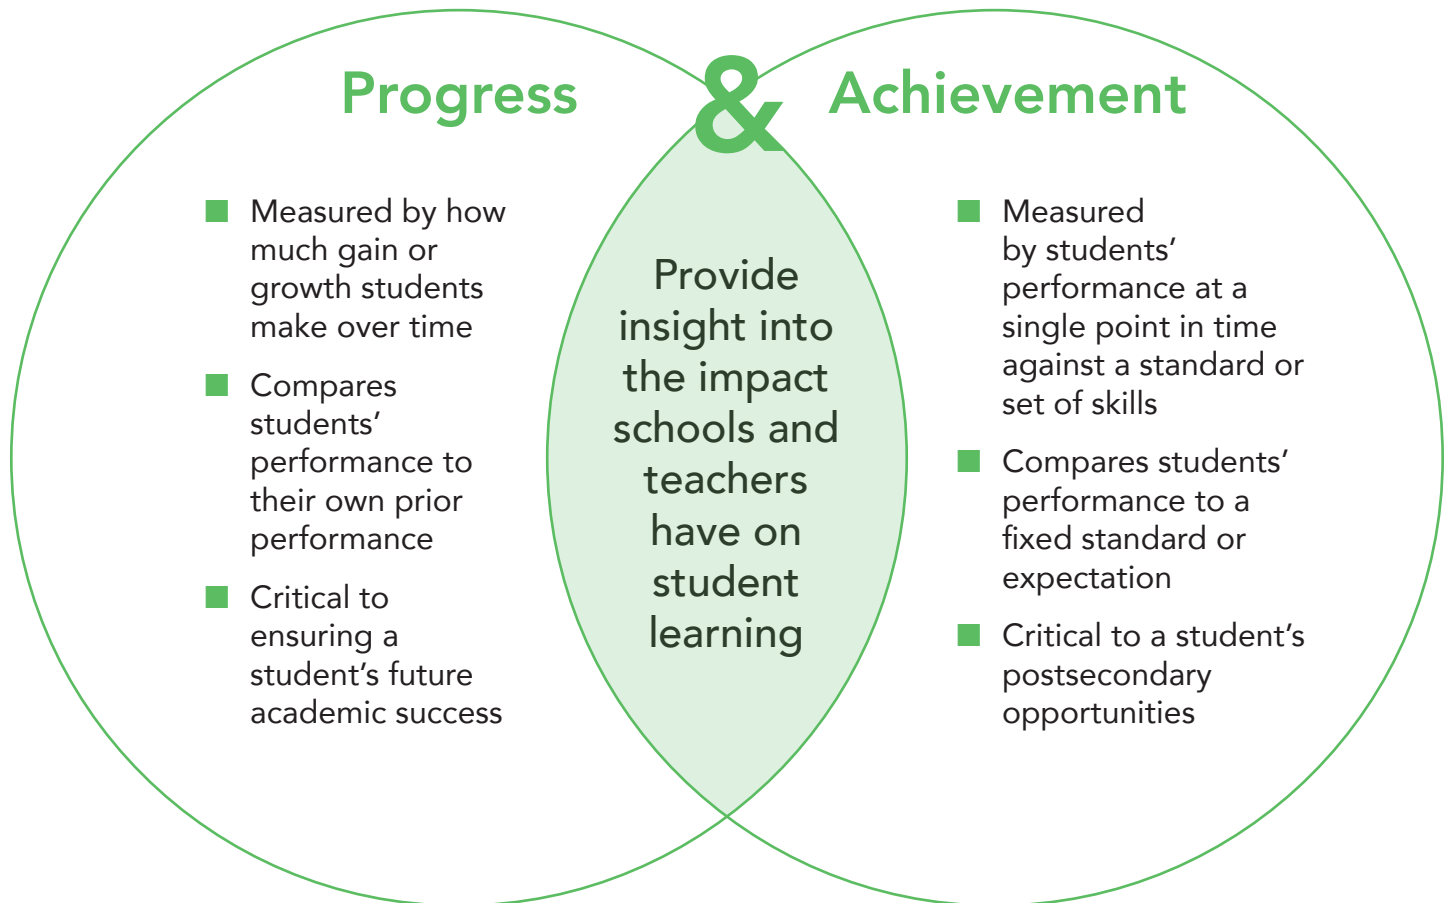 Progress & Achievement
■ Measured by how
much gain or
growth students
make over time
■ Compares
students’
performance to
their own prior
performance
■ Critical to
ensuring a
student’s future
academic success
Provide
insight into
the impact
schools and
teachers
have on
student
learning
■ Measured
by students’
performance at a
single point in time
against a standard or
set of skills
■ Compares students’
performance to a
fixed standard or
expectation
■ Critical to a student’s
postsecondary
opportunities